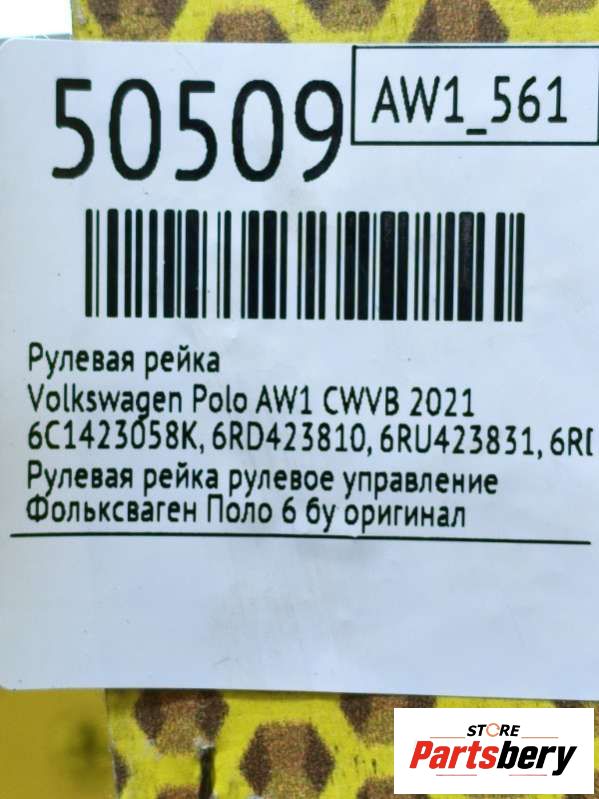 50509
AW1_561
Рулевая рейка
Volkswagen Polo AW1 CWVB 2021
6C1423058K, 6RD423810, 6RU423831, 6R
Рулевая рейка рулевое управление
Фольксваген Поло 6 бу оригинал
STORE
Partsbery